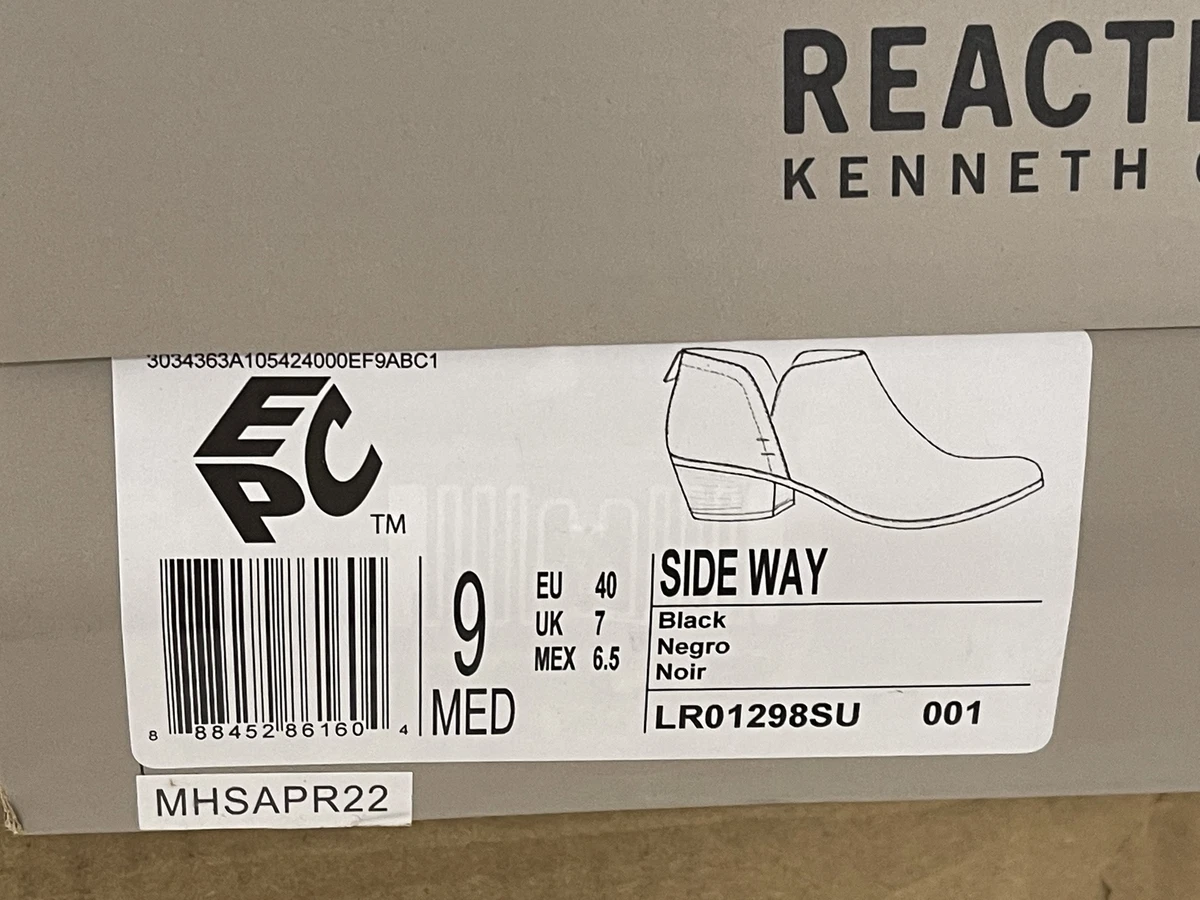 REACTI
KENNETH
3034363A105424000EF9ABC1
EPC
TM
8 88452 86160 4
9
MED
EU 40
UK 7
MEX 6.5
SIDE WAY
Black
Negro
Noir
LR01298SU 001
MHSAPR22